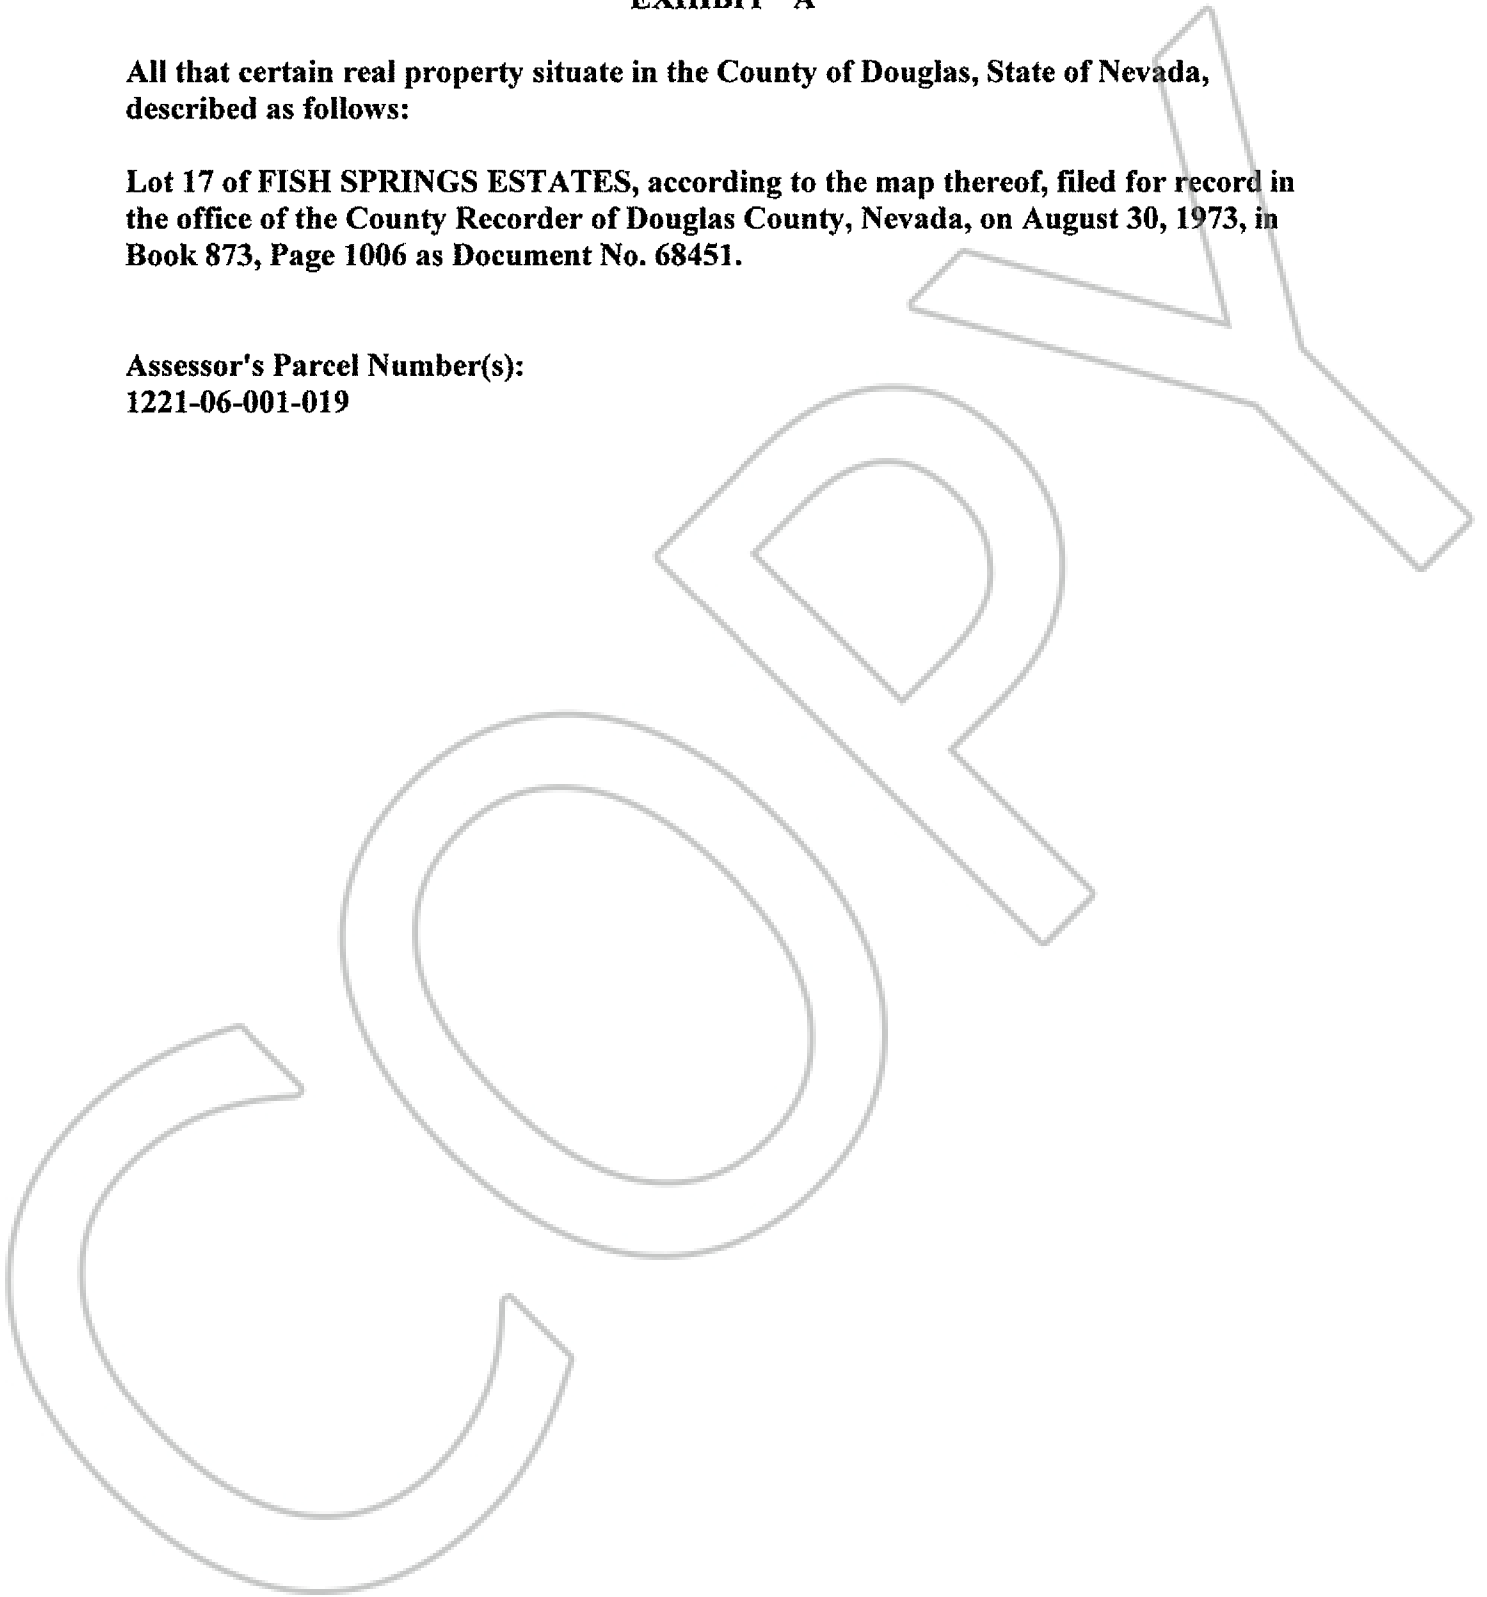 EXHIBIT "A"
All that certain real property situate in the County of Douglas, State of Nevada,
described as follows:
Lot 17 of FISH SPRINGS ESTATES, according to the map thereof, filed for record in
the office of the County Recorder of Douglas County, Nevada, on August 30, 1973, in
Book 873, Page 1006 as Document No. 68451.
Assessor's Parcel Number(s):
1221-06-001-019
COPY